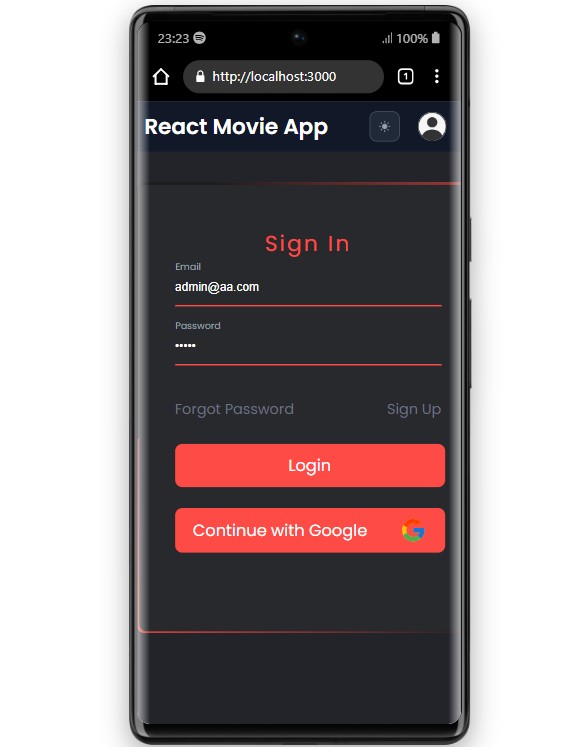 23:23
100%
http://localhost:3000
1
React Movie App
Sign In
Email
admin@aa.com
Password
•••••
Forgot Password
Sign Up
Login
Continue with Google